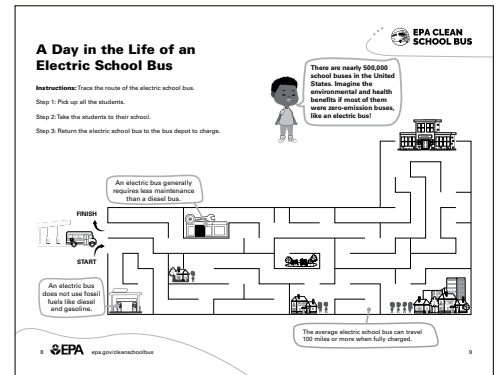 EPA CLEAN
SCHOOL BUS
A Day in the Life of an
Electric School Bus
Instructions: Trace the route of the electric school bus.
Step 1: Pick up all the students.
Step 2: Take the students to their school.
Step 3: Return the electric school bus to the bus depot to charge.
There are nearly 500,000
school buses in the United
States. Imagine the
environmental and health
benefits if most of them
were zero-emission buses,
like an electric bus!
An electric bus generally
requires less maintenance
than a diesel bus.
FINISH
START
An electric bus
does not use fossil
fuels like diesel
and gasoline.
The average electric school bus can travel
100 miles or more when fully charged.
8 EPA epa.gov/cleanschoolbus
9